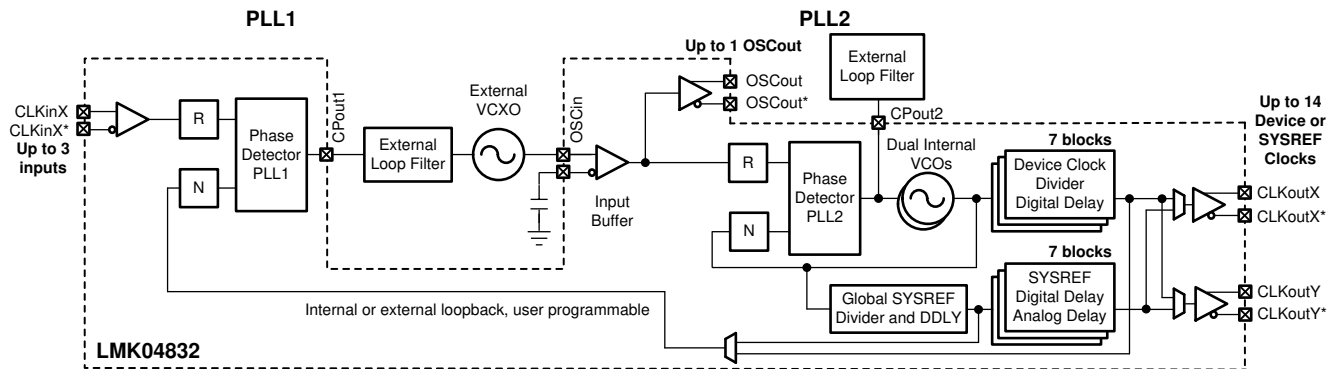 PLL1
PLL2
Up to 1 OSCout
External
Loop Filter
OSCout
OSCout*
CPout2
CLKinX
CLKinX*
Up to 3
inputs
R
N
Phase
Detector
PLL1
CPout1
External
Loop Filter
External
VCXO
OSCin
Input
Buffer
R
N
Phase
Detector
PLL2
Dual Internal
VCOs
7 blocks
Device Clock
Divider
Digital Delay
7 blocks
SYSREF
Digital Delay
Analog Delay
Global SYSREF
Divider and DDLY
Up to 14
Device or
SYSREF
Clocks
CLKoutX
CLKoutX*
CLKoutY
CLKoutY*
Internal or external loopback, user programmable
LMK04832